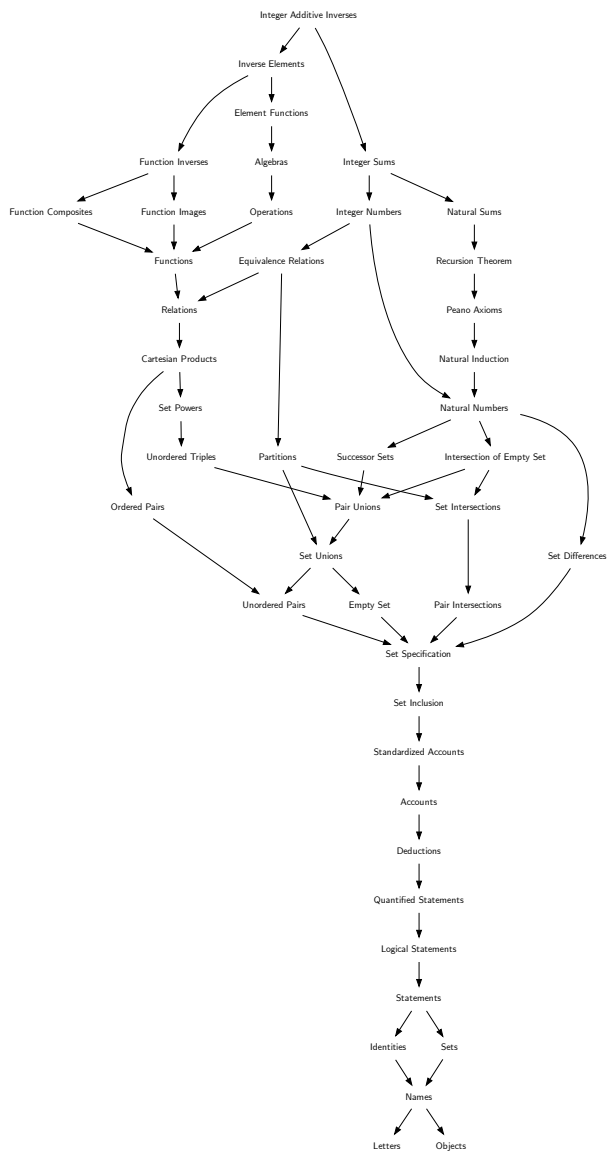 Integer Additive Inverses
Inverse Elements
Element Functions
Function Inverses
Algebras
Integer Sums
Function Composites
Function Images
Operations
Integer Numbers
Natural Sums
Functions
Equivalence Relations
Recursion Theorem
Relations
Peano Axioms
Cartesian Products
Natural Induction
Set Powers
Natural Numbers
Unordered Triples
Partitions
Successor Sets
Intersection of Empty Set
Ordered Pairs
Pair Unions
Set Intersections
Set Unions
Set Differences
Unordered Pairs
Empty Set
Pair Intersections
Set Specification
Set Inclusion
Standardized Accounts
Accounts
Deductions
Quantified Statements
Logical Statements
Statements
Identities
Sets
Names
Letters
Objects